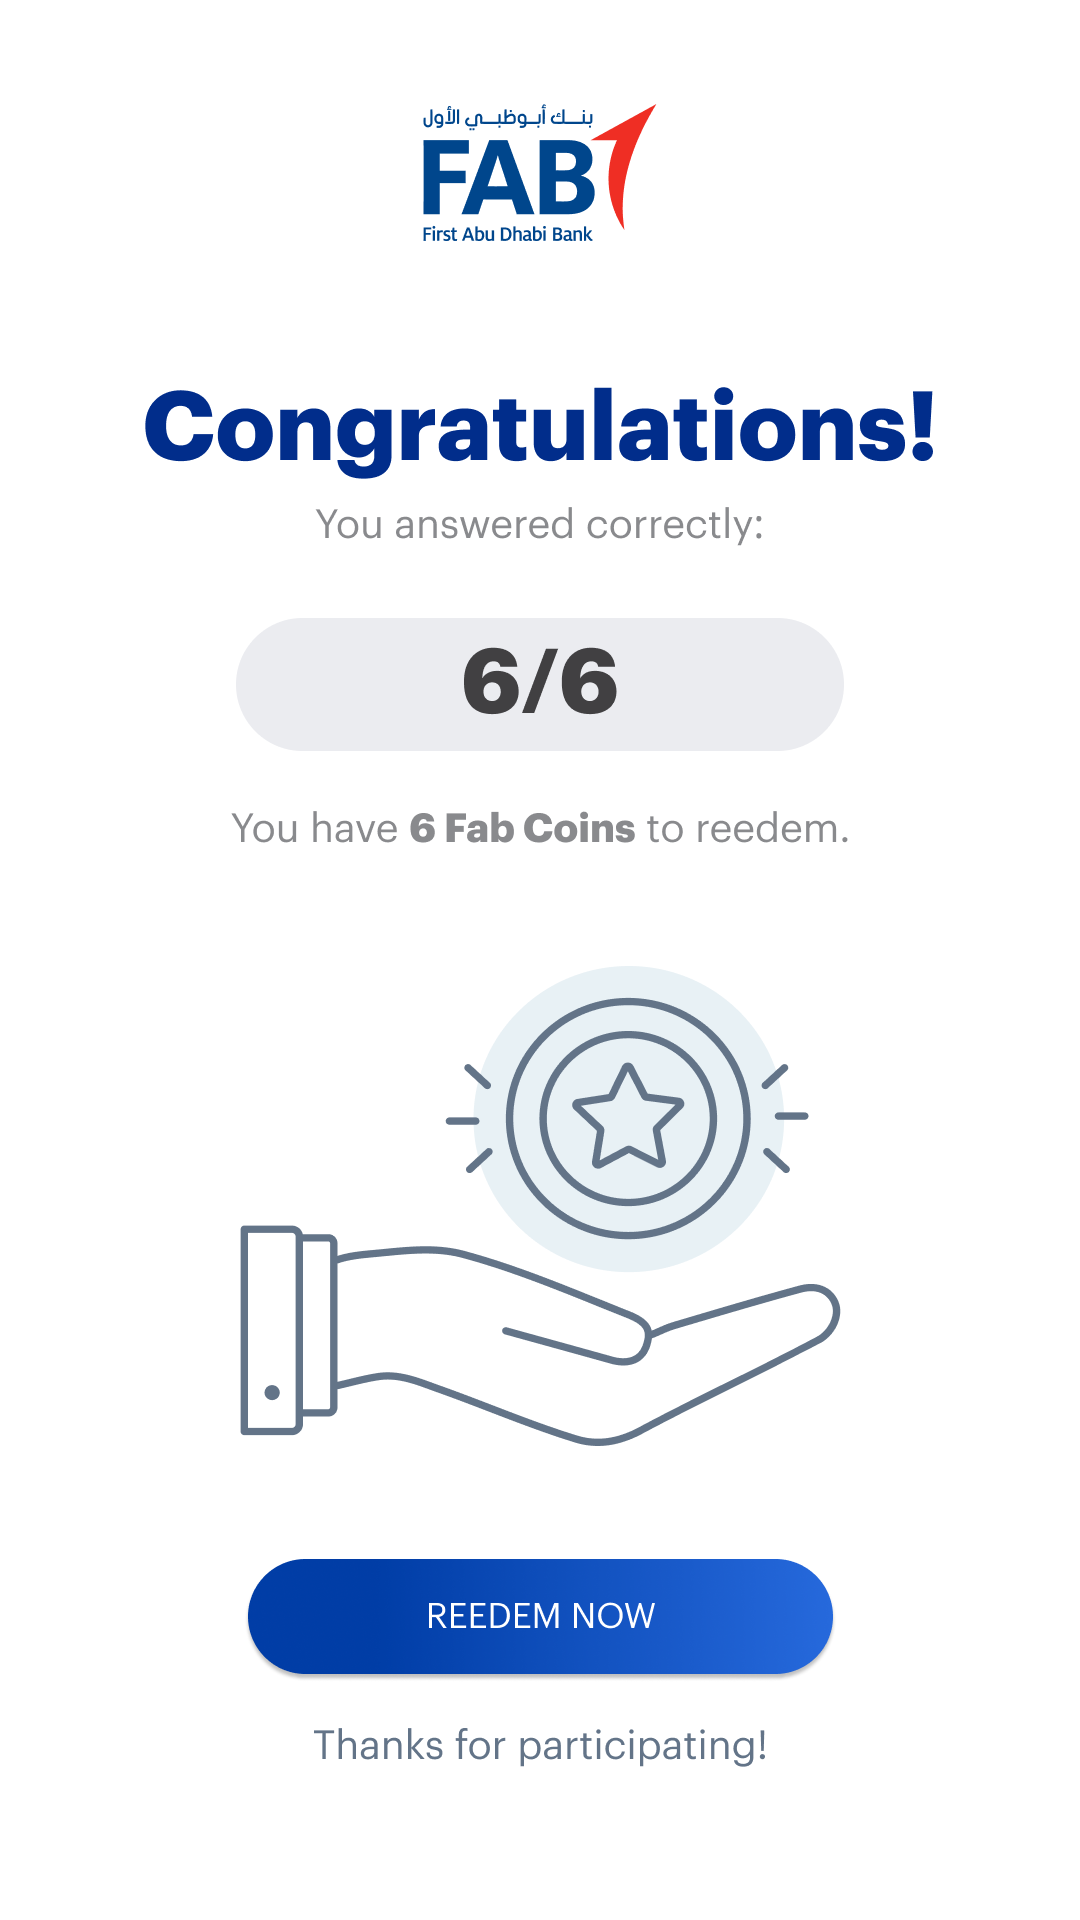 بنك أبوظبي الأول
FAB
First Abu Dhabi Bank
Congratulations!
You answered correctly:
6/6
You have 6 Fab Coins to reedem.
REEDEM NOW
Thanks for participating!